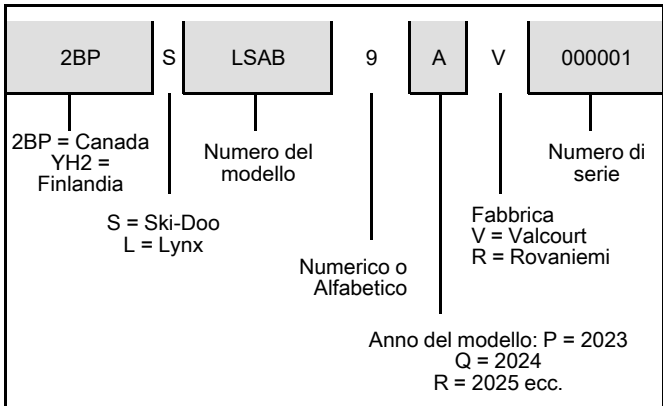 2BP S LSAB 9 A V 000001
2BP = Canada
YH2 =
Finlandia
Numero del
modello
Numero di
serie
S = Ski-Doo
L = Lynx
Fabbrica
V = Valcourt
R = Rovaniemi
Numerico o
Alfabetico
Anno del modello: P = 2023
Q = 2024
R = 2025 ecc.